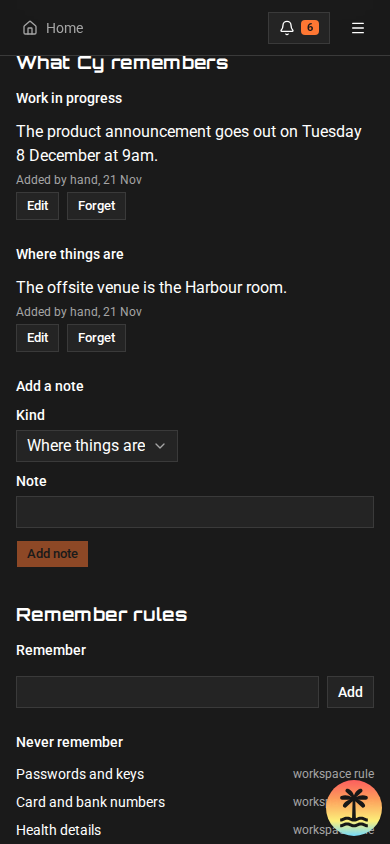 Home
6
What Cy remembers
Work in progress
The product announcement goes out on Tuesday
8 December at 9am.
Added by hand, 21 Nov
Edit
Forget
Where things are
The offsite venue is the Harbour room.
Added by hand, 21 Nov
Edit
Forget
Add a note
Kind
Where things are
Note
Add note
Remember rules
Remember
Add
Never remember
Passwords and keys
workspace rule
Card and bank numbers
Health details